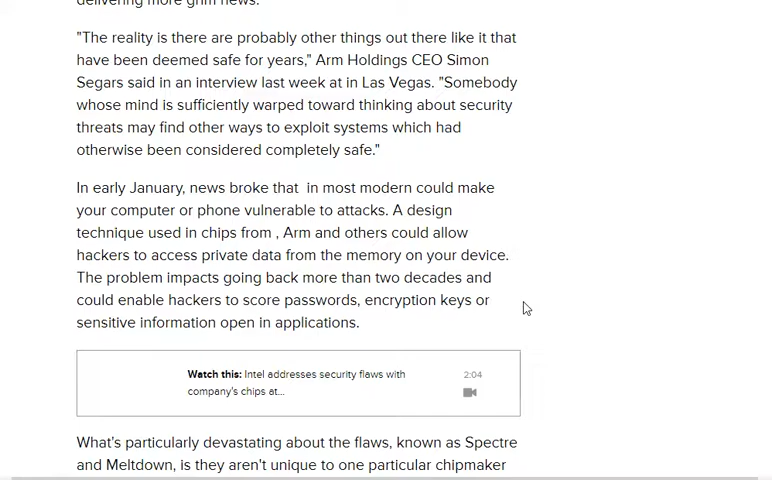 delivering more grim news.
"The reality is there are probably other things out there like it that
have been deemed safe for years," Arm Holdings CEO Simon
Segars said in an interview last week at in Las Vegas. "Somebody
whose mind is sufficiently warped toward thinking about security
threats may find other ways to exploit systems which had
otherwise been considered completely safe."
In early January, news broke that  in most modern could make
your computer or phone vulnerable to attacks. A design
technique used in chips from , Arm and others could allow
hackers to access private data from the memory on your device.
The problem impacts going back more than two decades and
could enable hackers to score passwords, encryption keys or
sensitive information open in applications.
Watch this: Intel addresses security flaws with
company's chips at...
2:04
What's particularly devastating about the flaws, known as Spectre
and Meltdown, is they aren't unique to one particular chipmaker